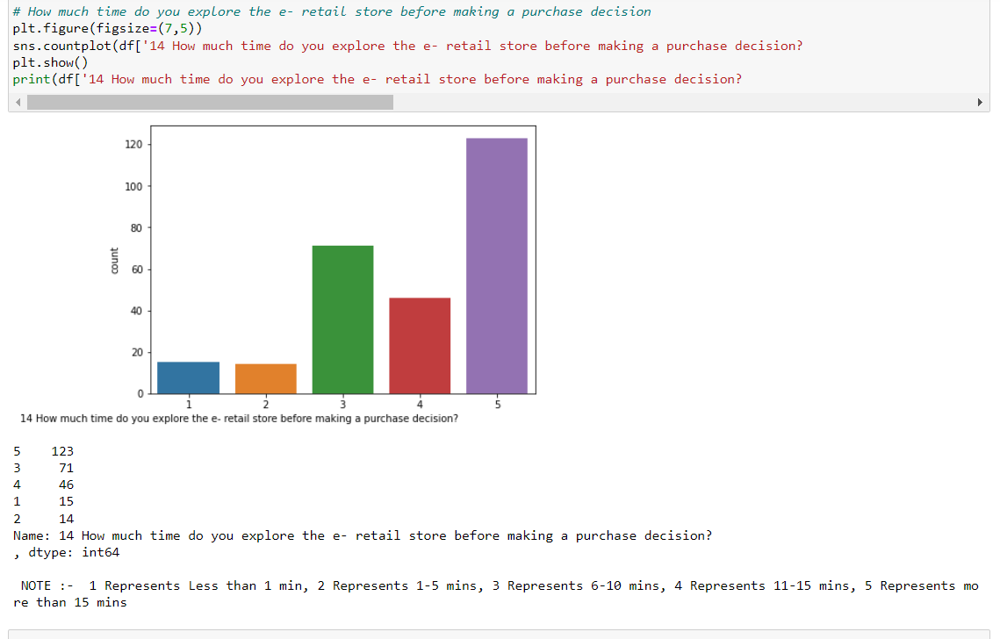 # How much time do you explore the e- retail store before making a purchase decision
plt.figure(figsize=(7,5))
sns.countplot(df['14 How much time do you explore the e- retail store before making a purchase decision?
plt.show()
print(df['14 How much time do you explore the e- retail store before making a purchase decision?
120
100
80
60
40
20
0
count
1 2 3 4 5
14 How much time do you explore the e- retail store before making a purchase decision?
5 123
3 71
4 46
1 15
2 14
Name: 14 How much time do you explore the e- retail store before making a purchase decision?
, dtype: int64
NOTE :- 1 Represents Less than 1 min, 2 Represents 1-5 mins, 3 Represents 6-10 mins, 4 Represents 11-15 mins, 5 Represents mo
re than 15 mins